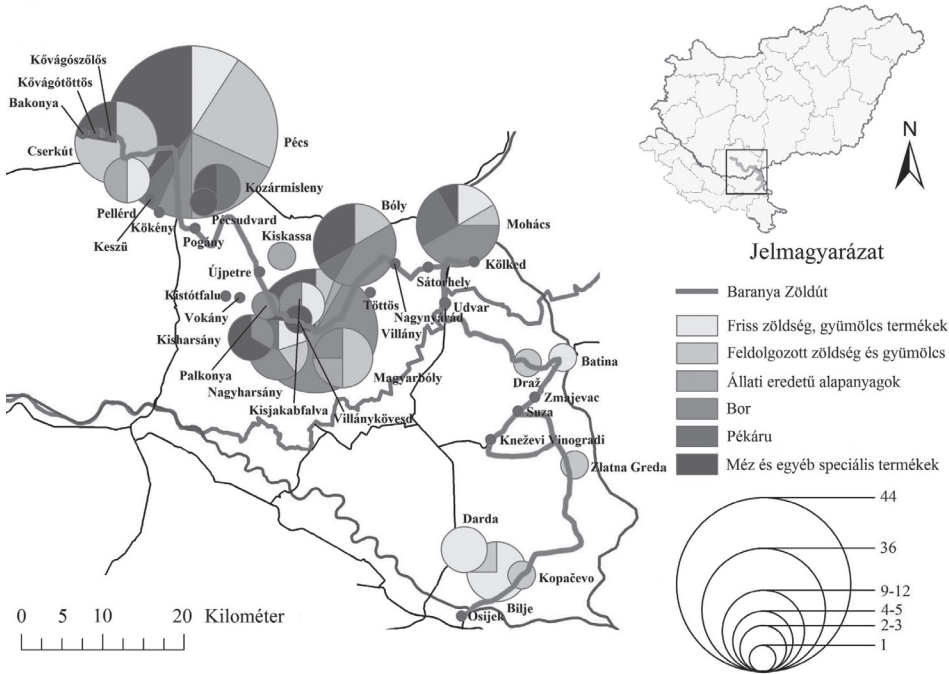 Kővágószőlős
Kővágótöttös
Bakonya
Cserkút
Pécs
Kozármisleny
Pellérd
Pécsudvard
Kökény
Keszü
Pogány
Kiskassa
Bóly
Mohács
Újpetre
Kölked
Sátorhely
Kistótfalu
Vokány
Töttös
Nagynyárád
Udvar
Villány
Kisharsány
Palkonya
Magyarbóly
Nagyharsány
Kisjakabfalva
Villánykövesd
Batina
Draž
Zmajevac
Suza
Kneževi Vinogradi
Zlatna Greda
Darda
Kopačevo
Bilje
Osijek
0 5 10 20 Kilométer
N
Jelmagyarázat
Baranya Zöldút
Friss zöldség, gyümölcs termékek
Feldolgozott zöldség és gyümölcs
Állati eredetű alapanyagok
Bor
Pékáru
Méz és egyéb speciális termékek
44
36
9-12
4-5
2-3
1